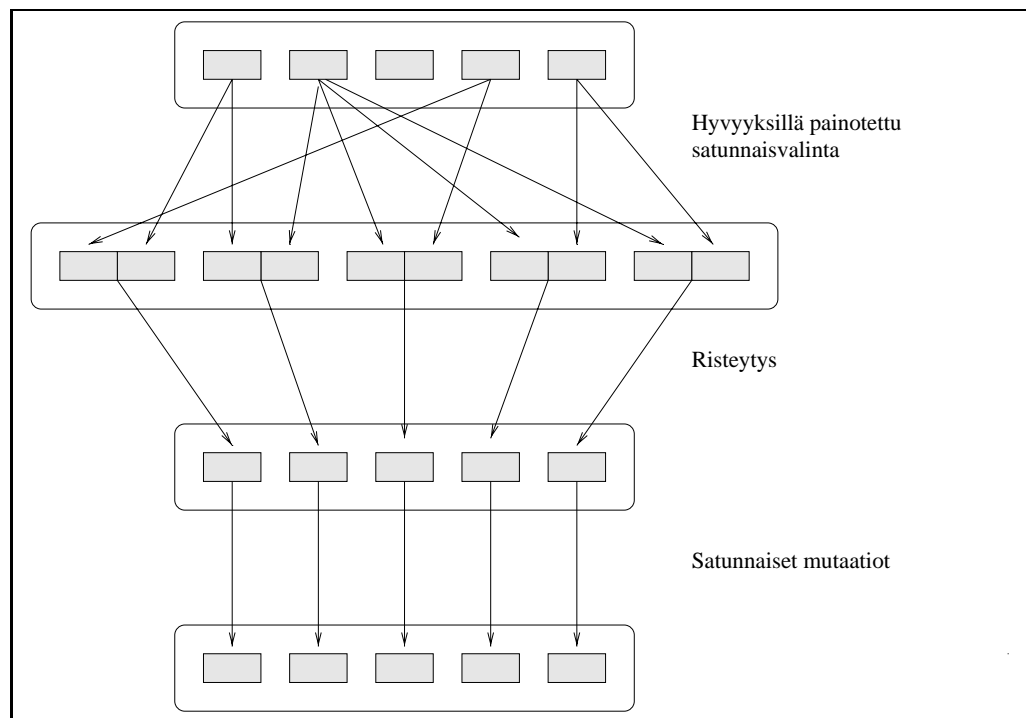 Hyvyyksillä painotettu
satunnaisvalinta
Risteytys
Satunnaiset mutaatiot